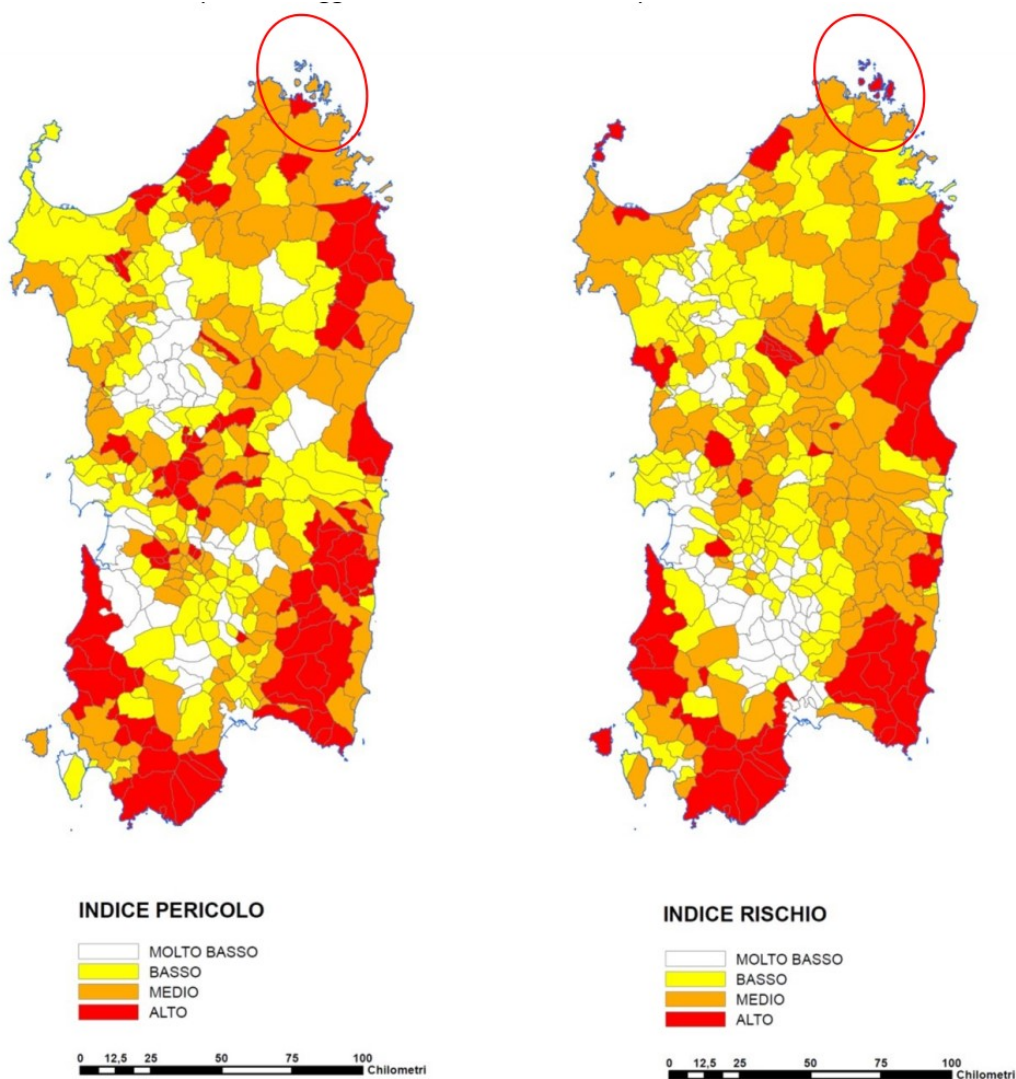 INDICE PERICOLO
MOLTO BASSO
BASSO
MEDIO
ALTO
0 12,5 25 50 75 100
Chilometri
INDICE RISCHIO
MOLTO BASSO
BASSO
MEDIO
ALTO
0 12,5 25 50 75 100
Chilometri